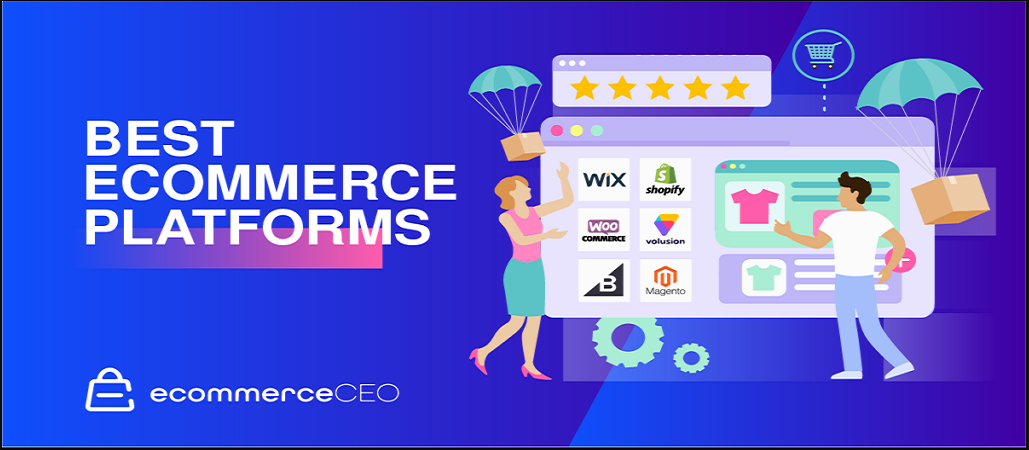 BEST
ECOMMERCE
PLATFORMS
ecommerceCEO
WiX
shopify
WOO
COMMERCE
volusion
B
Magento